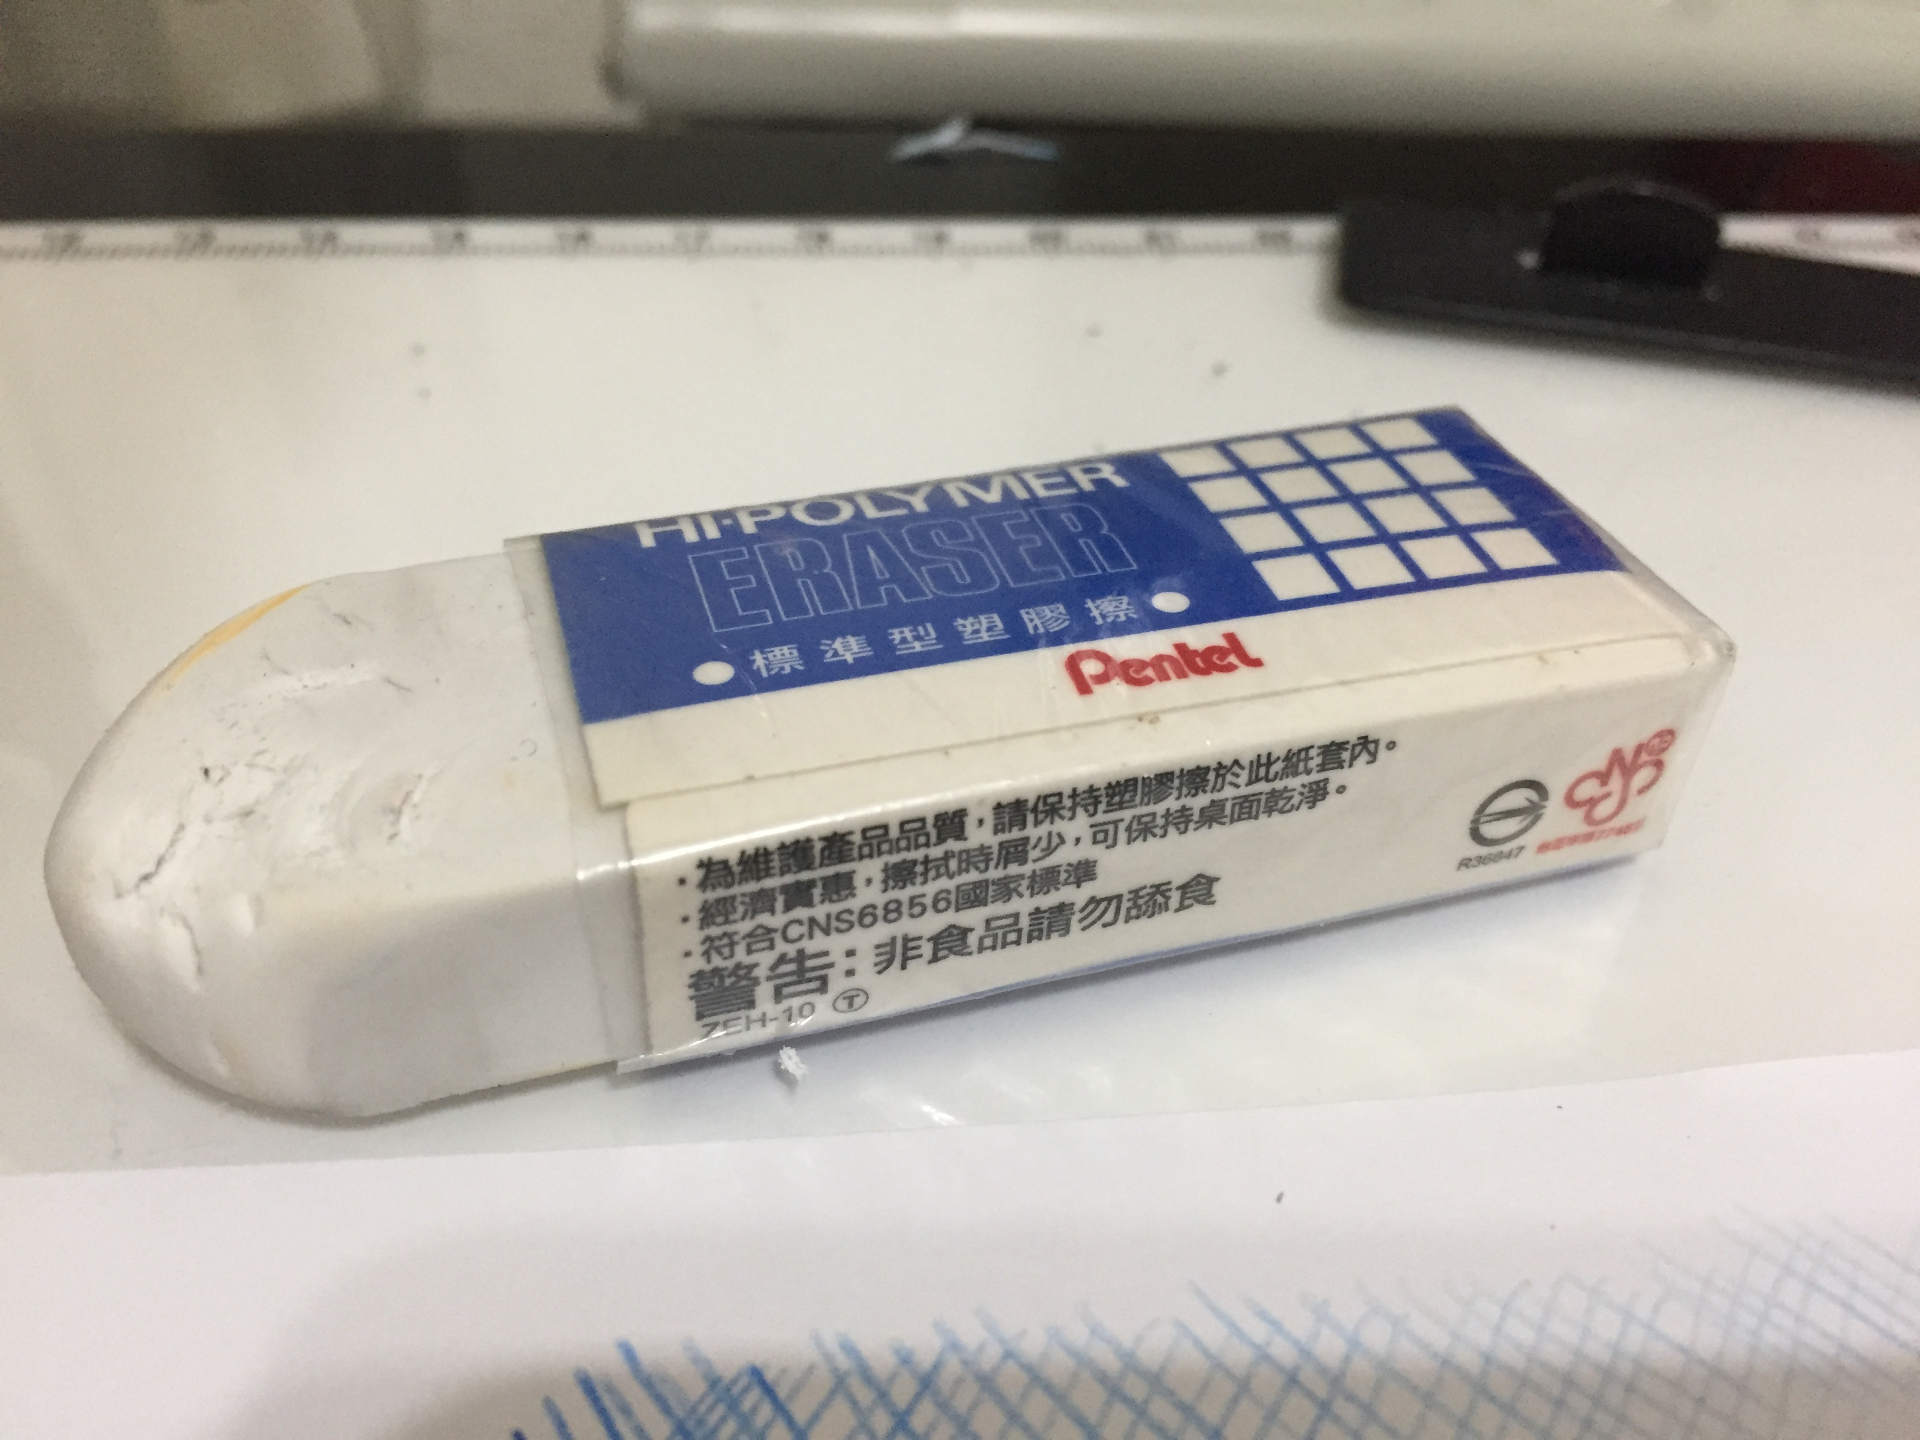 HI-POLYMER
ERASER
●標準型塑膠擦●
Pentel
·為維護產品品質，請保持塑膠擦於此紙套內。
·經濟實惠，擦拭時屑少，可保持桌面乾淨。
·符合CNS6856國家標準
警告：非食品請勿舔食
ZEH-10 Ⓣ
R36847